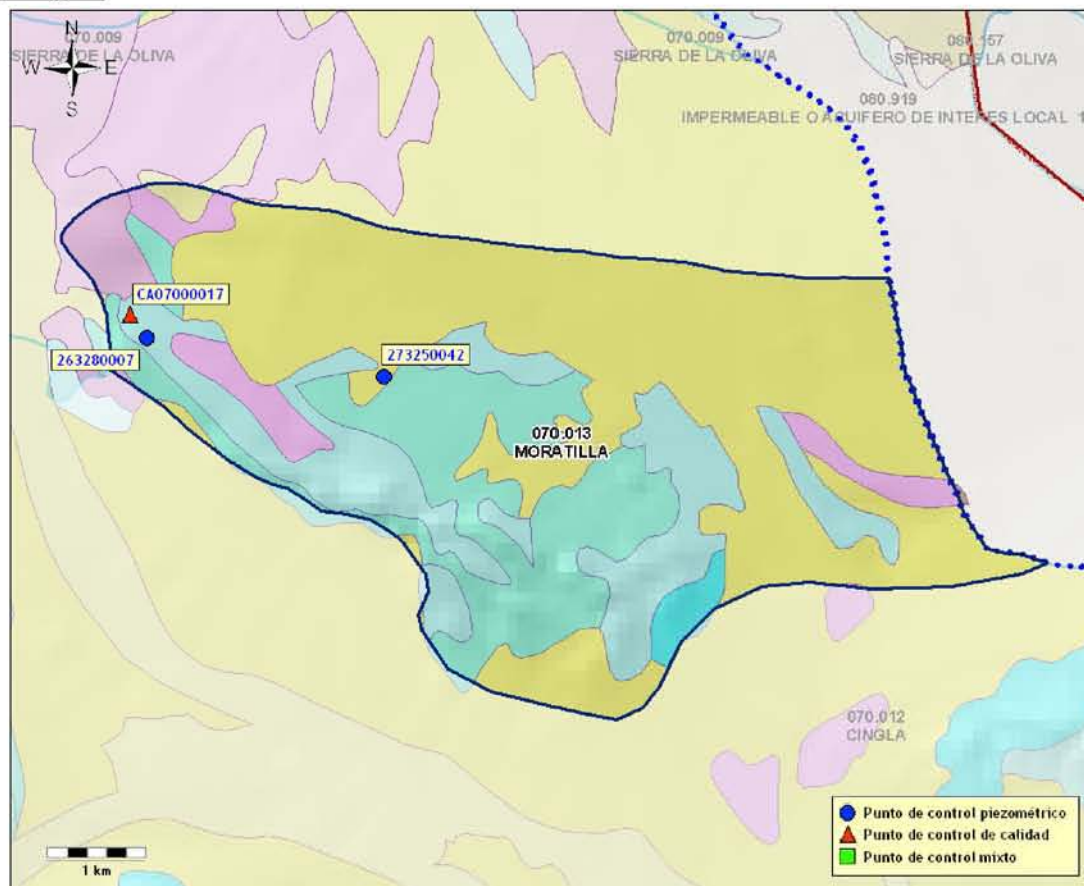 N
W E
S
070.009
SIERRA DE LA OLIVA
070.009
SIERRA DE LA OLIVA
080.157
SIERRA DE LA OLIVA
080.919
IMPERMEABLE O ACUIFERO DE INTERES LOCAL 1
CA07000017
263280007
273250042
070.013
MORATILLA
070.012
CINGLA
Punto de control piezométrico
Punto de control de calidad
Punto de control mixto
1 km